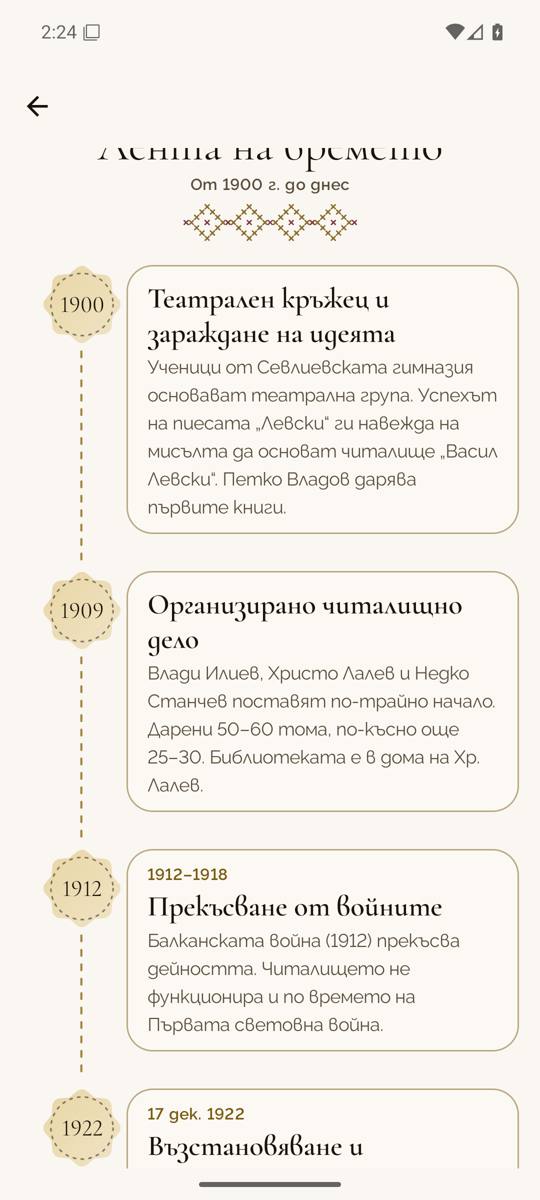 2:24
Лента на времето
От 1900 г. до днес
1900
Театрален кръжец и
зараждане на идеята
Ученици от Севлиевската гимназия
основават театрална група. Успехът
на пиесата „Левски“ ги навежда на
мисълта да основат читалище „Васил
Левски“. Петко Владов дарява
първите книги.
1909
Организирано читалищно
дело
Влади Илиев, Христо Лалев и Недко
Станчев поставят по-трайно начало.
Дарени 50–60 тома, по-късно още
25–30. Библиотеката е в дома на Хр.
Лалев.
1912
1912–1918
Прекъсване от войните
Балканската война (1912) прекъсва
дейността. Читалището не
функционира и по времето на
Първата световна война.
1922
17 дек. 1922
Възстановяване и